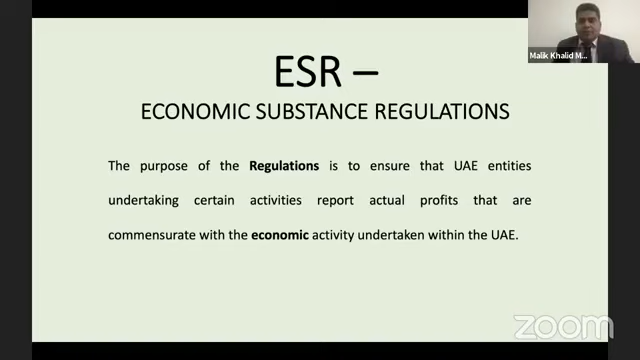 Malik Khalid M...
ESR –
ECONOMIC SUBSTANCE REGULATIONS
The purpose of the Regulations is to ensure that UAE entities
undertaking certain activities report actual profits that are
commensurate with the economic activity undertaken within the UAE.
zoom